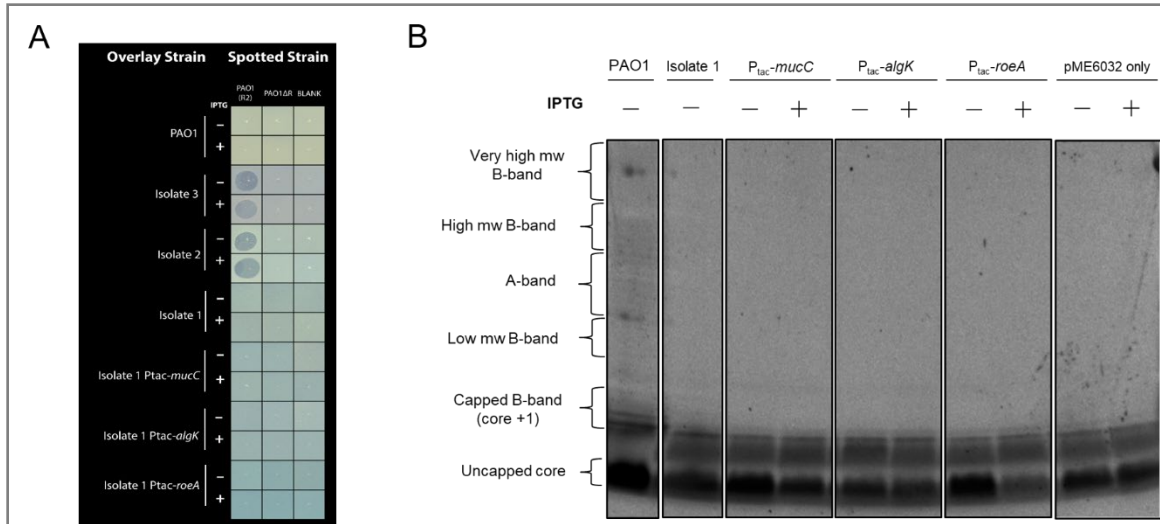 A
Overlay Strain Spotted Strain
PAO1 (R2) PAO1ΔR BLANK
IPTG
PAO1 − +
Isolate 3 − +
Isolate 2 − +
Isolate 1 − +
Isolate 1 Ptac-mucC − +
Isolate 1 Ptac-algK − +
Isolate 1 Ptac-roeA − +
B
PAO1 Isolate 1 Ptac-mucC Ptac-algK Ptac-roeA pME6032 only
IPTG − − − + − + − + − +
Very high mw
B-band
High mw B-band
A-band
Low mw B-band
Capped B-band
(core +1)
Uncapped core